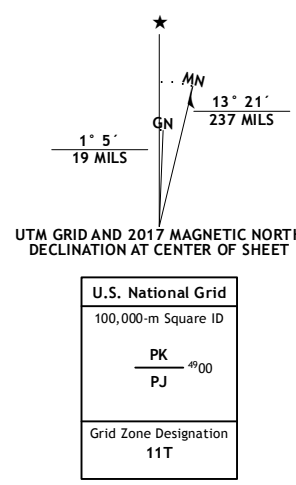 ★
MN
GN
13° 21´
237 MILS
1° 5´
19 MILS
UTM GRID AND 2017 MAGNETIC NORTH
DECLINATION AT CENTER OF SHEET
U.S. National Grid
100,000-m Square ID
PK
4900
PJ
Grid Zone Designation
11T